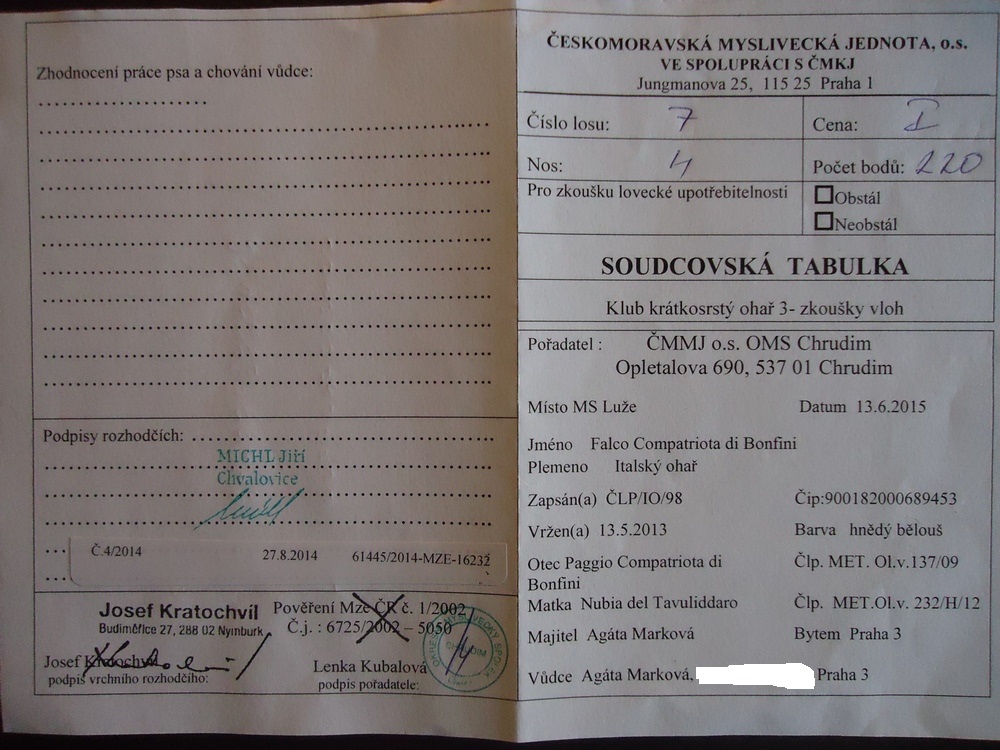 Zhodnocení práce psa a chování vůdce:
Podpisy rozhodčích:
MICHL Jiří
Chvalovice
Č.4/2014 27.8.2014 61445/2014-MZE-16232
Josef Kratochvíl
Budiměřice 27, 288 02 Nymburk
Pověření Mze ČR č. 1/2002
Č.j. : 6725/2002 – 5050
Josef Kratochvíl
podpis vrchního rozhodčího:
Lenka Kubalová
podpis pořadatele:
ČESKOMORAVSKÁ MYSLIVECKÁ JEDNOTA, o.s.
VE SPOLUPRÁCI S ČMKJ
Jungmanova 25, 115 25 Praha 1
Číslo losu: 7 Cena: I
Nos: 4 Počet bodů: 220
Pro zkoušku lovecké upotřebitelnosti
Obstál
Neobstál
SOUDCOVSKÁ TABULKA
Klub krátkosrstý ohař 3- zkoušky vloh
Pořadatel : ČMMJ o.s. OMS Chrudim
Opletalova 690, 537 01 Chrudim
Místo MS Luže Datum 13.6.2015
Jméno Falco Compatriota di Bonfini
Plemeno Italský ohař
Zapsán(a) ČLP/IO/98 Čip:900182000689453
Vržen(a) 13.5.2013 Barva hnědý bělouš
Otec Paggio Compatriota di Člp. MET. Ol.v.137/09
Bonfini
Matka Nubia del Tavuliddaro Člp. MET.Ol.v. 232/H/12
Majitel Agáta Marková Bytem Praha 3
Vůdce Agáta Marková, Praha 3